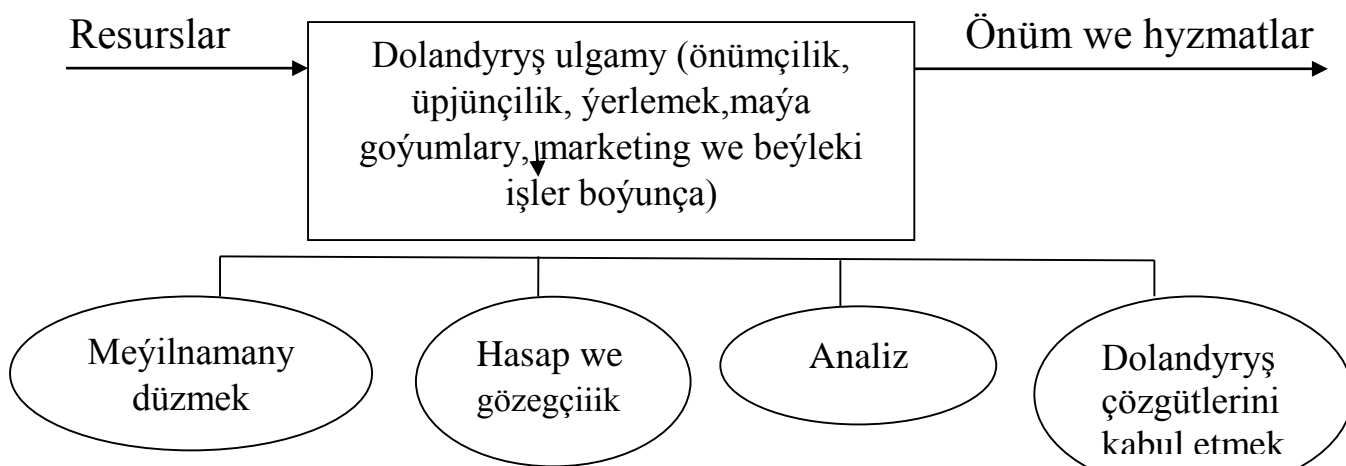 Resurslar
Önüm we hyzmatlar
Dolandyryş ulgamy (önümçilik,
üpjünçilik, ýerlemek,maýa
goýumlary, marketing we beýleki
işler boýunça)
Meýilnamany
düzmek
Hasap we
gözegçiiik
Analiz
Dolandyryş
çözgütlerini
kabul etmek